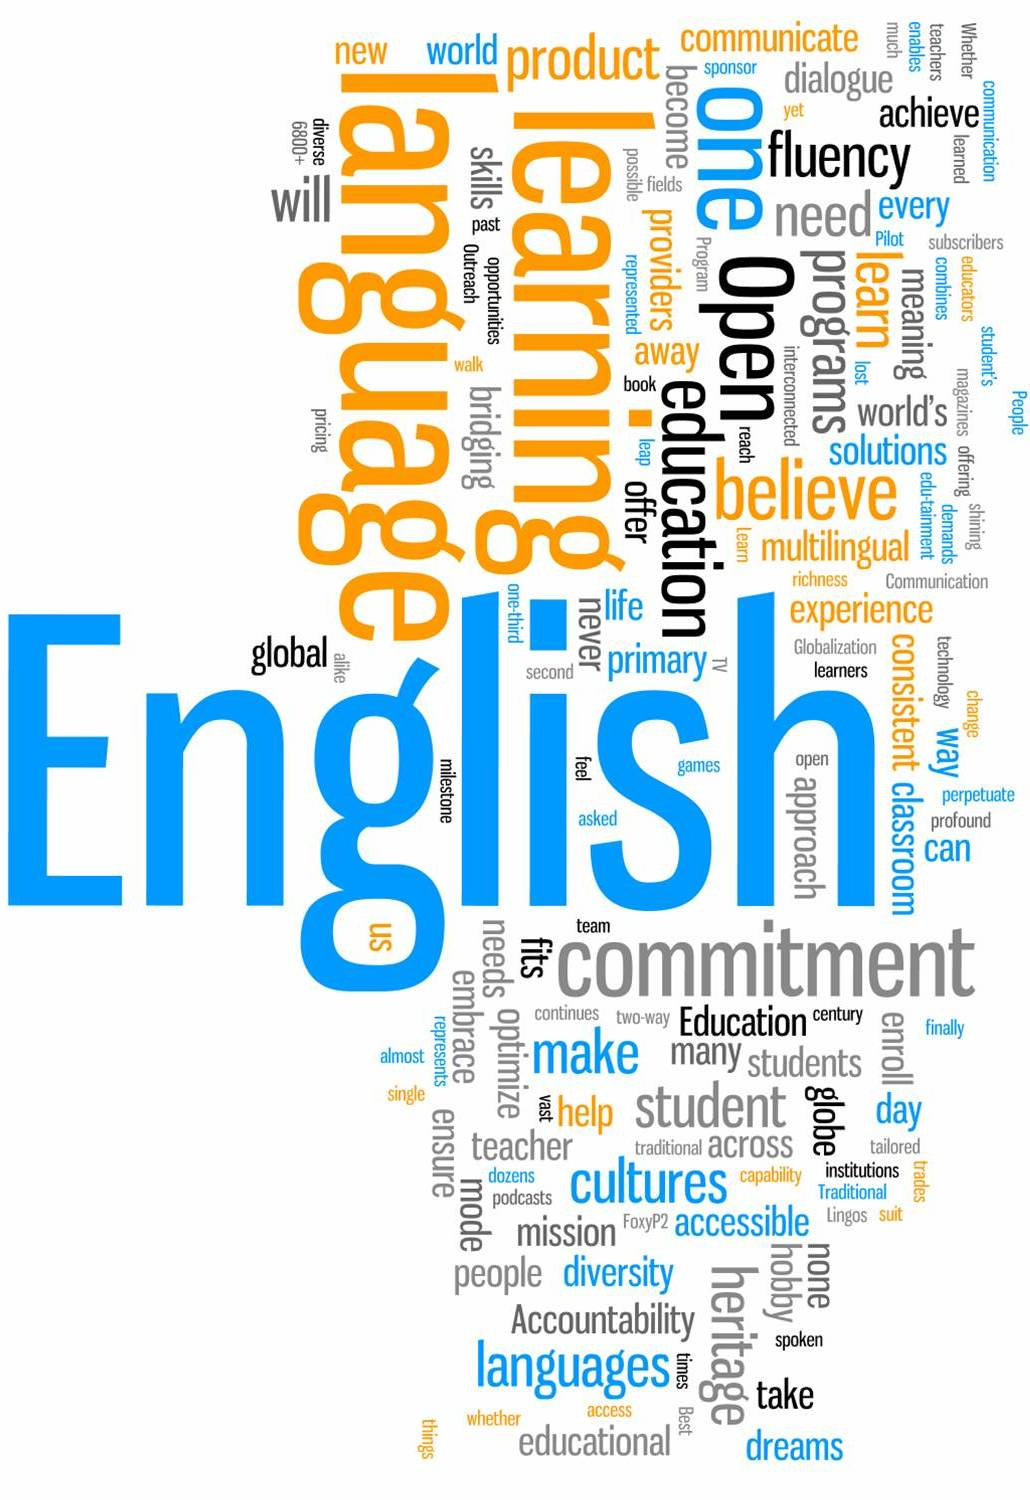 new
world
product
communicate
much
enables
teachers
Whether
sponsor
dialogue
become
yet
achieve
communication
learned
one
fluency
language
learning
diverse
6800+
will
skills
past
possible
fields
need
every
Pilot
subscribers
providers
represented
Program
Open
programs
learn
meaning
combines
educators
Outreach
opportunities
walk
away
book
interconnected
lost
student's
People
magazines
world’s
pricing
bridging
leap
offer
education
reach
solutions
offering
believe
edu-tainment
demands
shining
Learn
multilingual
richness
Communication
one-third
never
life
experience
global
alike
second
primary
TV
Globalization
learners
consistent
technology
change
English
milestone
feel
games
asked
open
approach
way
perpetuate
classroom
profound
can
us
needs
fits
team
commitment
embrace
optimize
continues
two-way
Education
century
enroll
finally
almost
represents
make
many
students
single
vast
help
student
globe
day
ensure
teacher
traditional
across
tailored
dozens
podcasts
cultures
capability
institutions
Traditional
trades
mode
mission
FoxyP2
accessible
Lingos
suit
people
diversity
heritage
hobby
none
Accountability
spoken
languages
times
take
things
whether
access
Best
educational
dreams